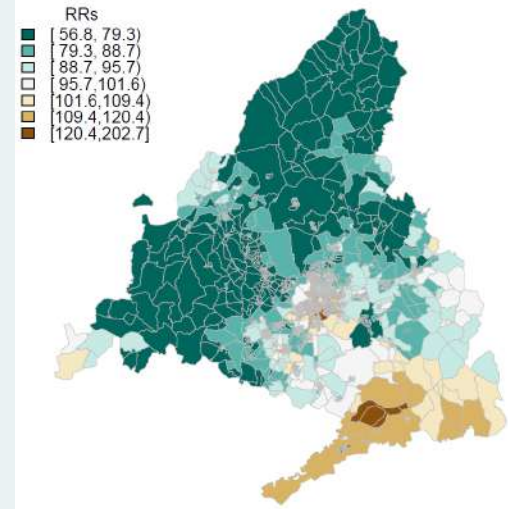 RRs
[ 56.8, 79.3)
[ 79.3, 88.7)
[ 88.7, 95.7)
[ 95.7,101.6)
[101.6,109.4)
[109.4,120.4)
[120.4,202.7]